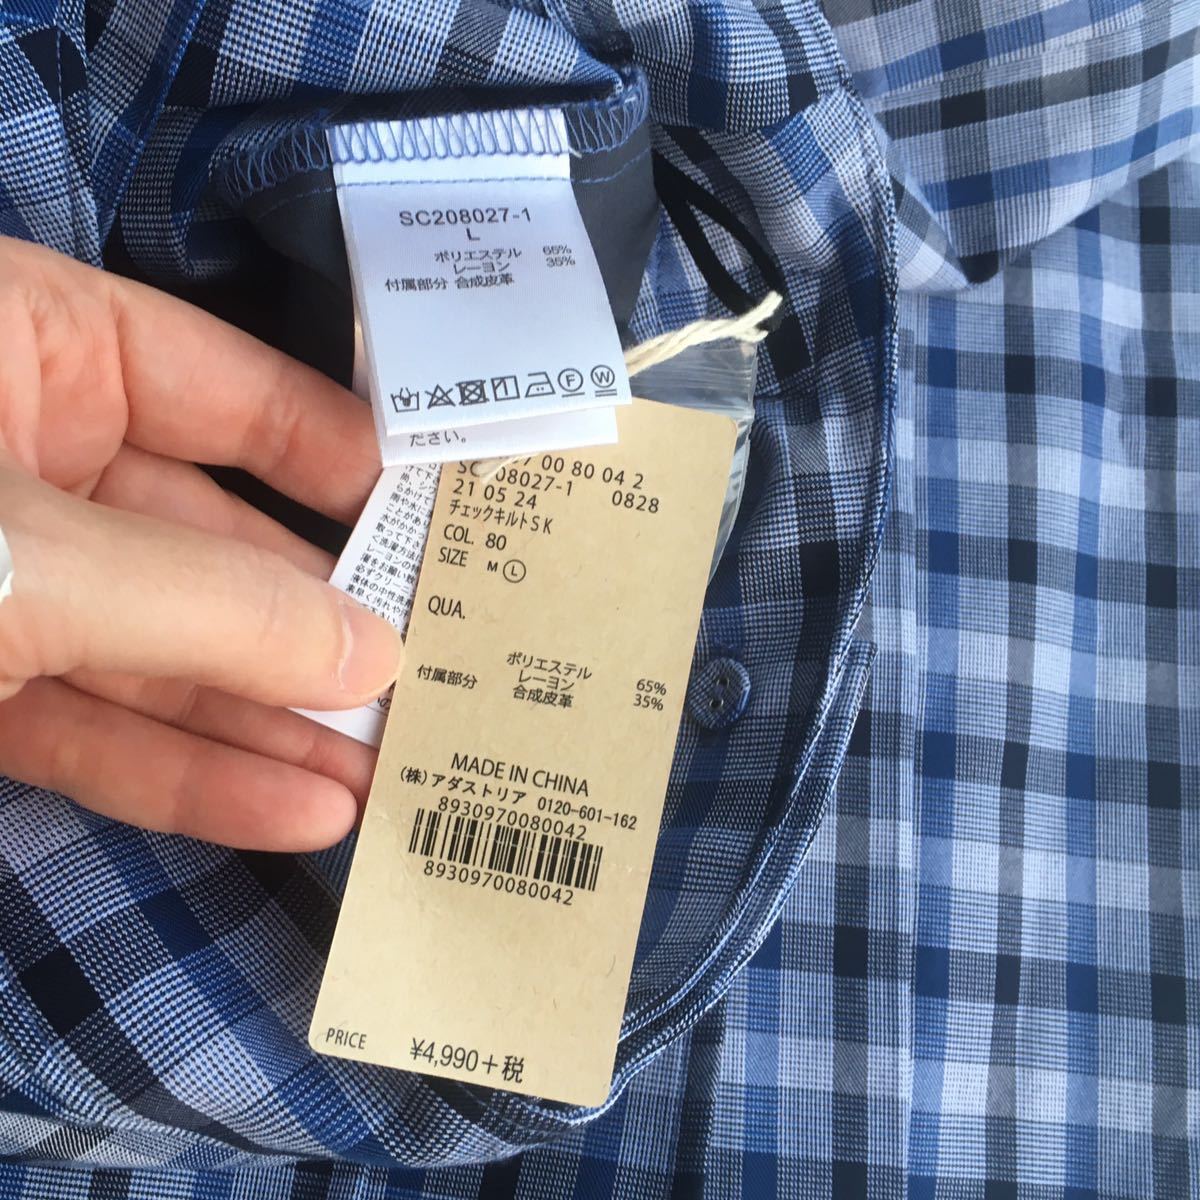 SC208027-1
L
ポリエステル 65%
レーヨン 35%
付属部分 合成皮革
F W
ださい。
00 80 04 2
08027-1 0828
21 05 24
チェックキルトSK
COL. 80
SIZE M L
QUA.
ポリエステル 65%
レーヨン 35%
付属部分 合成皮革
MADE IN CHINA
(株)アダストリア 0120-601-162
8930970080042
8930970080042
PRICE ¥4,990+税